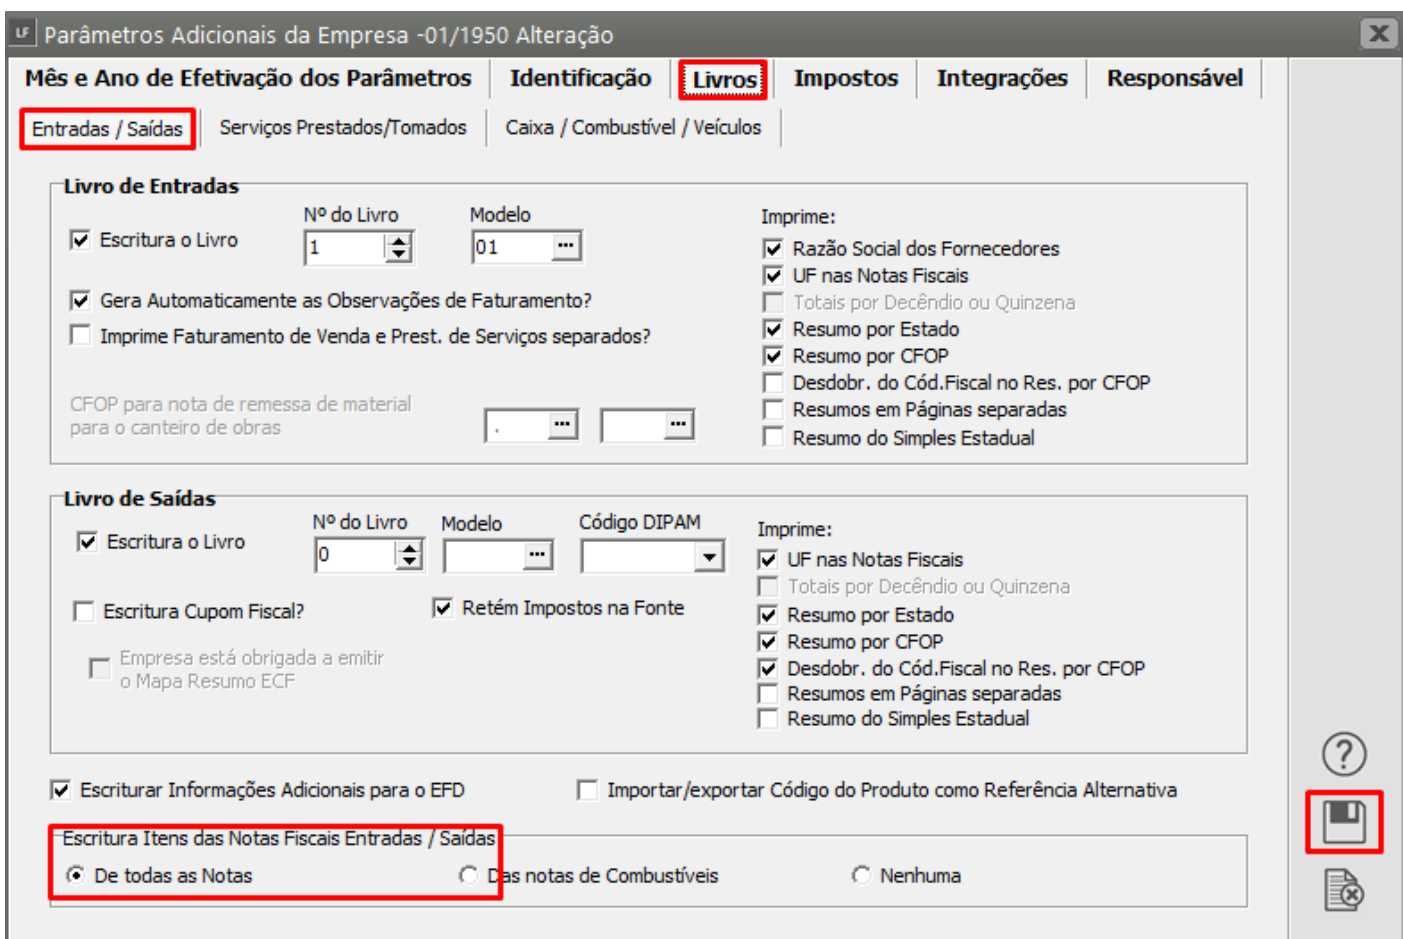 LF Parâmetros Adicionais da Empresa -01/1950 Alteração
Mês e Ano de Efetivação dos Parâmetros Identificação Livros Impostos Integrações Responsável
Entradas / Saídas Serviços Prestados/Tomados Caixa / Combustível / Veículos
Livro de Entradas
Nº do Livro Modelo Imprime:
Escritura o Livro 1 01 ...
Razão Social dos Fornecedores
UF nas Notas Fiscais
Gera Automaticamente as Observações de Faturamento? Totais por Decêndio ou Quinzena
Imprime Faturamento de Venda e Prest. de Serviços separados? Resumo por Estado
Resumo por CFOP
Desdobr. do Cód.Fiscal no Res. por CFOP
CFOP para nota de remessa de material Resumos em Páginas separadas
para o canteiro de obras . ... ... Resumo do Simples Estadual
Livro de Saídas
Nº do Livro Modelo Código DIPAM Imprime:
Escritura o Livro 0 ... UF nas Notas Fiscais
Totais por Decêndio ou Quinzena
Escritura Cupom Fiscal? Retém Impostos na Fonte Resumo por Estado
Resumo por CFOP
Empresa está obrigada a emitir Desdobr. do Cód.Fiscal no Res. por CFOP
o Mapa Resumo ECF Resumos em Páginas separadas
Resumo do Simples Estadual
Escriturar Informações Adicionais para o EFD Importar/exportar Código do Produto como Referência Alternativa
Escritura Itens das Notas Fiscais Entradas / Saídas
De todas as Notas Das notas de Combustíveis Nenhuma